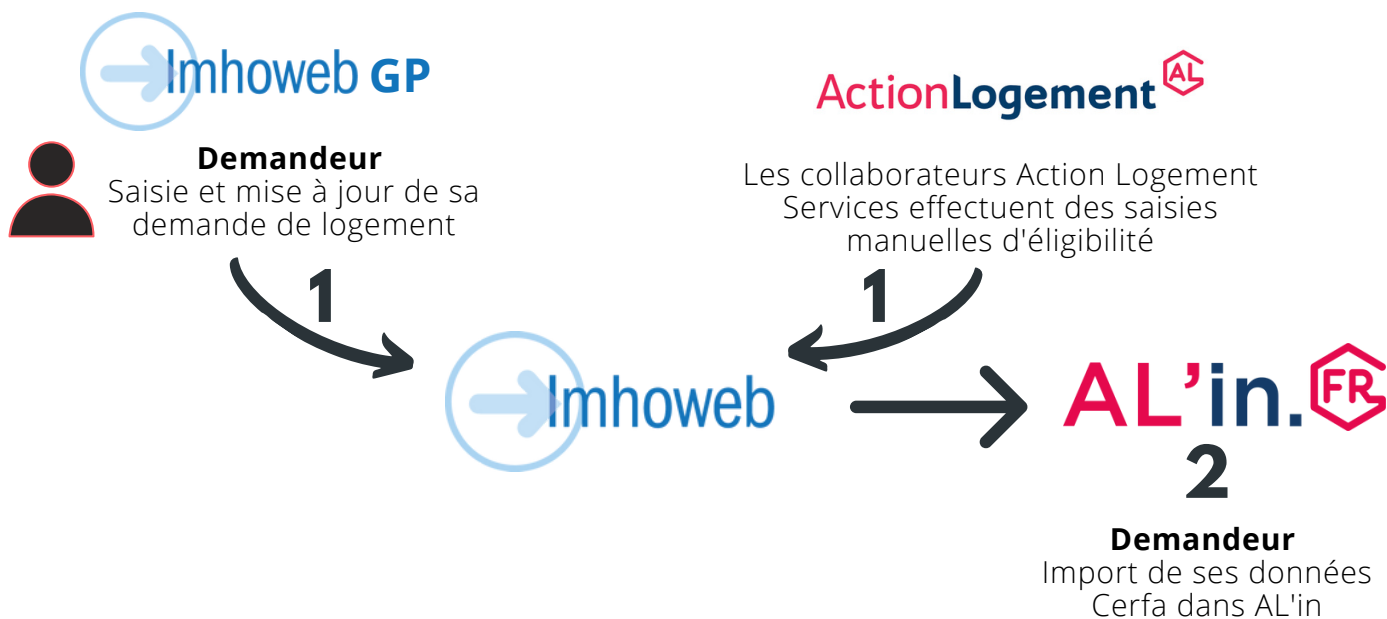 Imhoweb GP
Demandeur
Saisie et mise à jour de sa
demande de logement
1
ActionLogement AL
Les collaborateurs Action Logement
Services effectuent des saisies
manuelles d'éligibilité
1
Imhoweb
AL'in.FR
2
Demandeur
Import de ses données
Cerfa dans AL'in